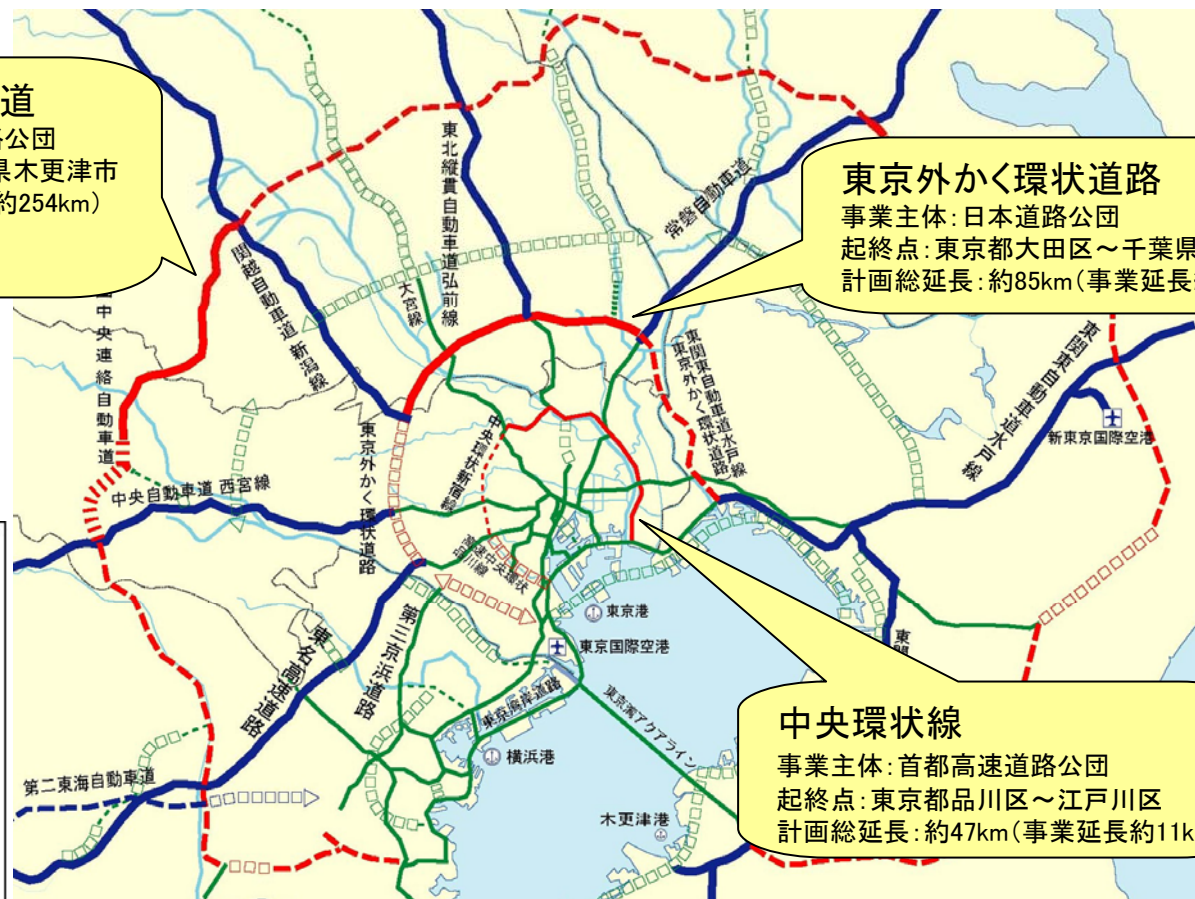 道
公団
県木更津市
約254km）
東京外かく環状道路
事業主体：日本道路公団
起終点：東京都大田区～千葉県
計画総延長：約85km（事業延長
中央環状線
事業主体：首都高速道路公団
起終点：東京都品川区～江戸川区
計画総延長：約47km（事業延長約11k
中央連絡自動車道
関越自動車道 新潟線
大宮線
東北縦貫自動車道弘前線
常磐自動車道
東関東自動車道水戸線
（東京外かく環状道路）
東関東自動車道水戸線
新東京国際空港
中央自動車道 西宮線
東京外かく環状道路
中央環状新宿線
高速中央環状
品川線
東京港
東京国際空港
第三京浜道路
東名高速道路
東京湾岸道路
東京湾アクアライン
横浜港
第二東海自動車道
木更津港
東関